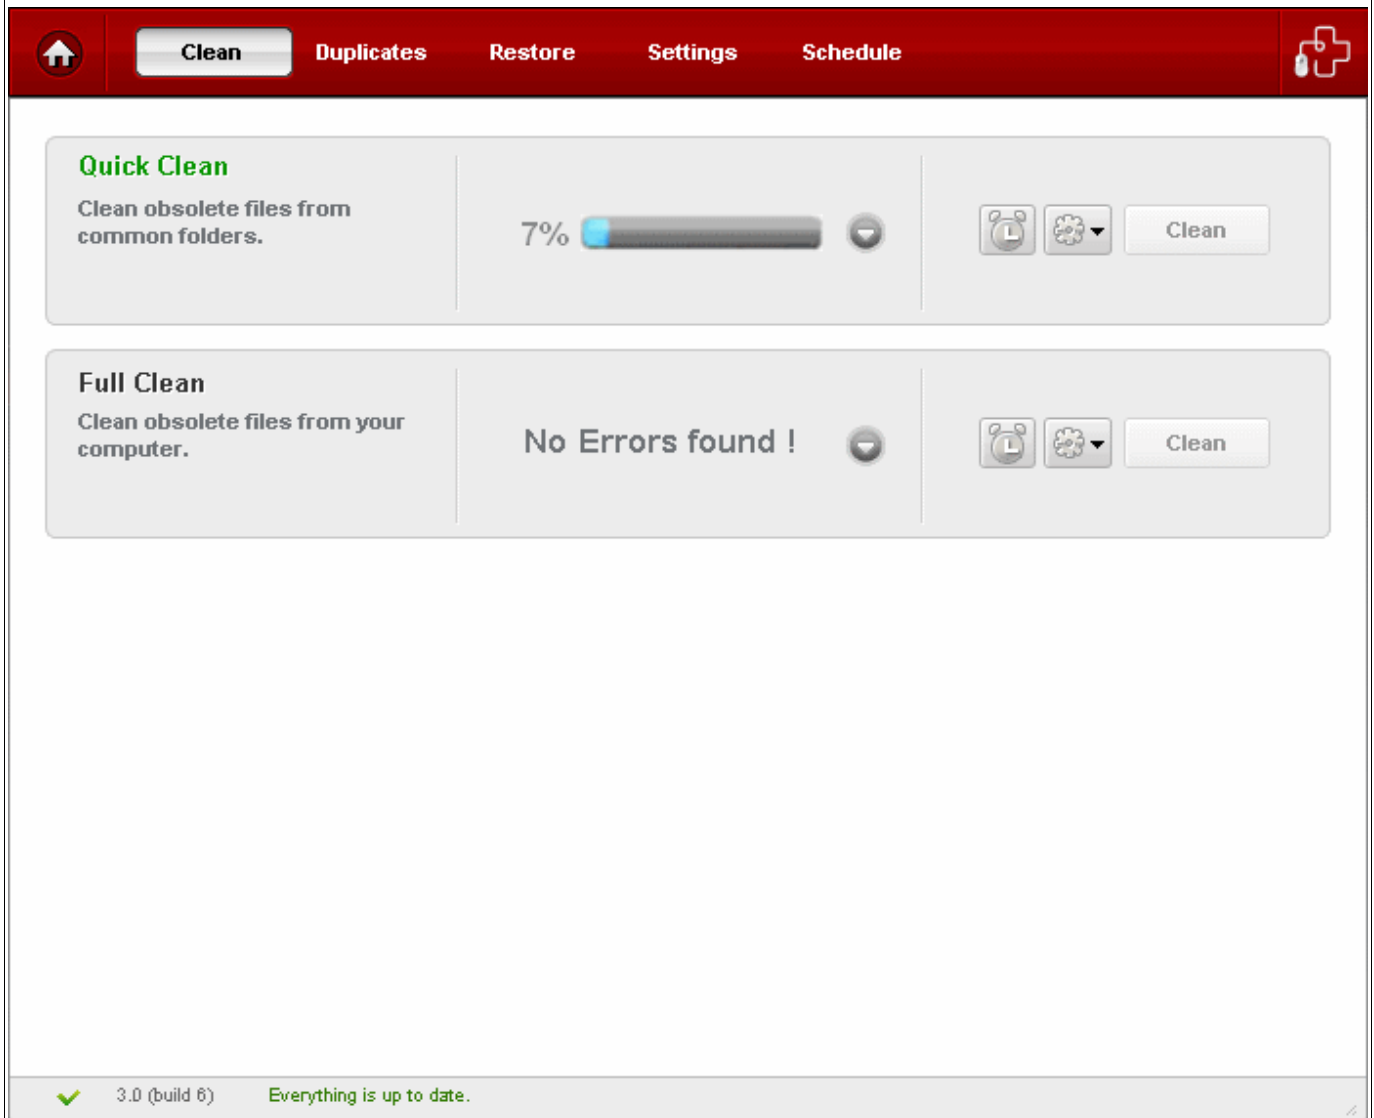 Clean Duplicates Restore Settings Schedule
Quick Clean
Clean obsolete files from
common folders.
7%
Clean
Full Clean
Clean obsolete files from your
computer.
No Errors found !
Clean
3.0 (build 6) Everything is up to date.